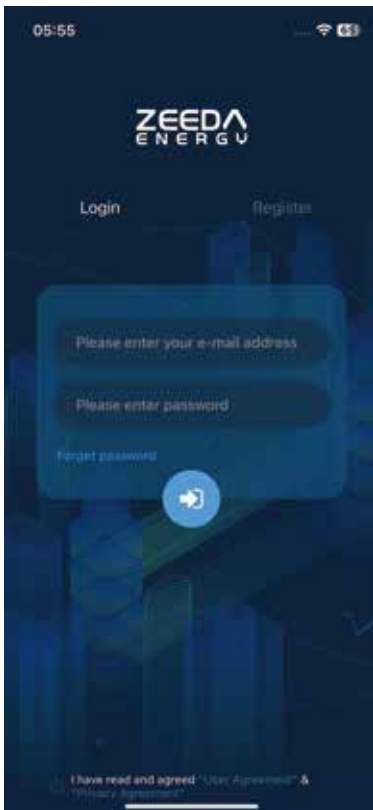 05:55
ZEEDA
ENERGY
Login Register
Please enter your e-mail address
Please enter password
Forget password
I have read and agreed "User Agreement" &
"Privacy Agreement"